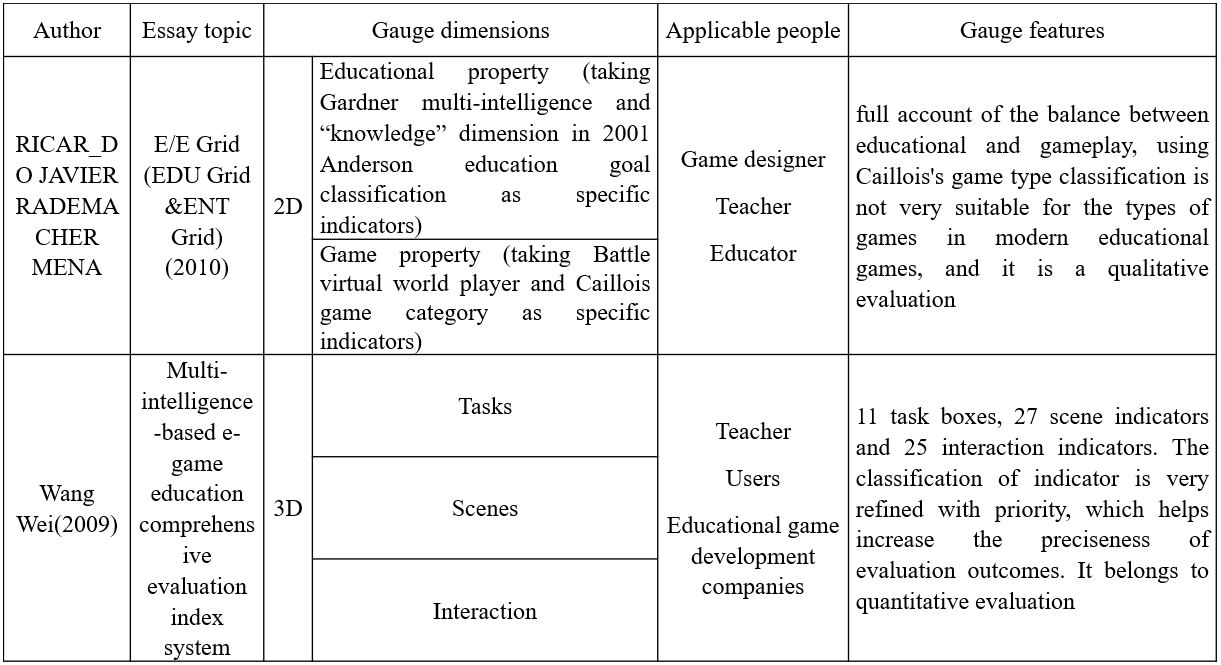 Author
Essay topic
Gauge dimensions
Applicable people
Gauge features
RICAR_D
O JAVIER
RADEMA
CHER
MENA
E/E Grid
(EDU Grid
&ENT
Grid)
(2010)
2D
Educational property (taking
Gardner multi-intelligence and
“knowledge” dimension in 2001
Anderson education goal
classification as specific
indicators)
Game property (taking Battle
virtual world player and Caillois
game category as specific
indicators)
Game designer
Teacher
Educator
full account of the balance between
educational and gameplay, using
Caillois's game type classification is
not very suitable for the types of
games in modern educational
games, and it is a qualitative
evaluation
Wang
Wei(2009)
Multi-
intelligence
-based e-
game
education
comprehens
ive
evaluation
index
system
3D
Tasks
Scenes
Interaction
Teacher
Users
Educational game
development
companies
11 task boxes, 27 scene indicators
and 25 interaction indicators. The
classification of indicator is very
refined with priority, which helps
increase the preciseness of
evaluation outcomes. It belongs to
quantitative evaluation